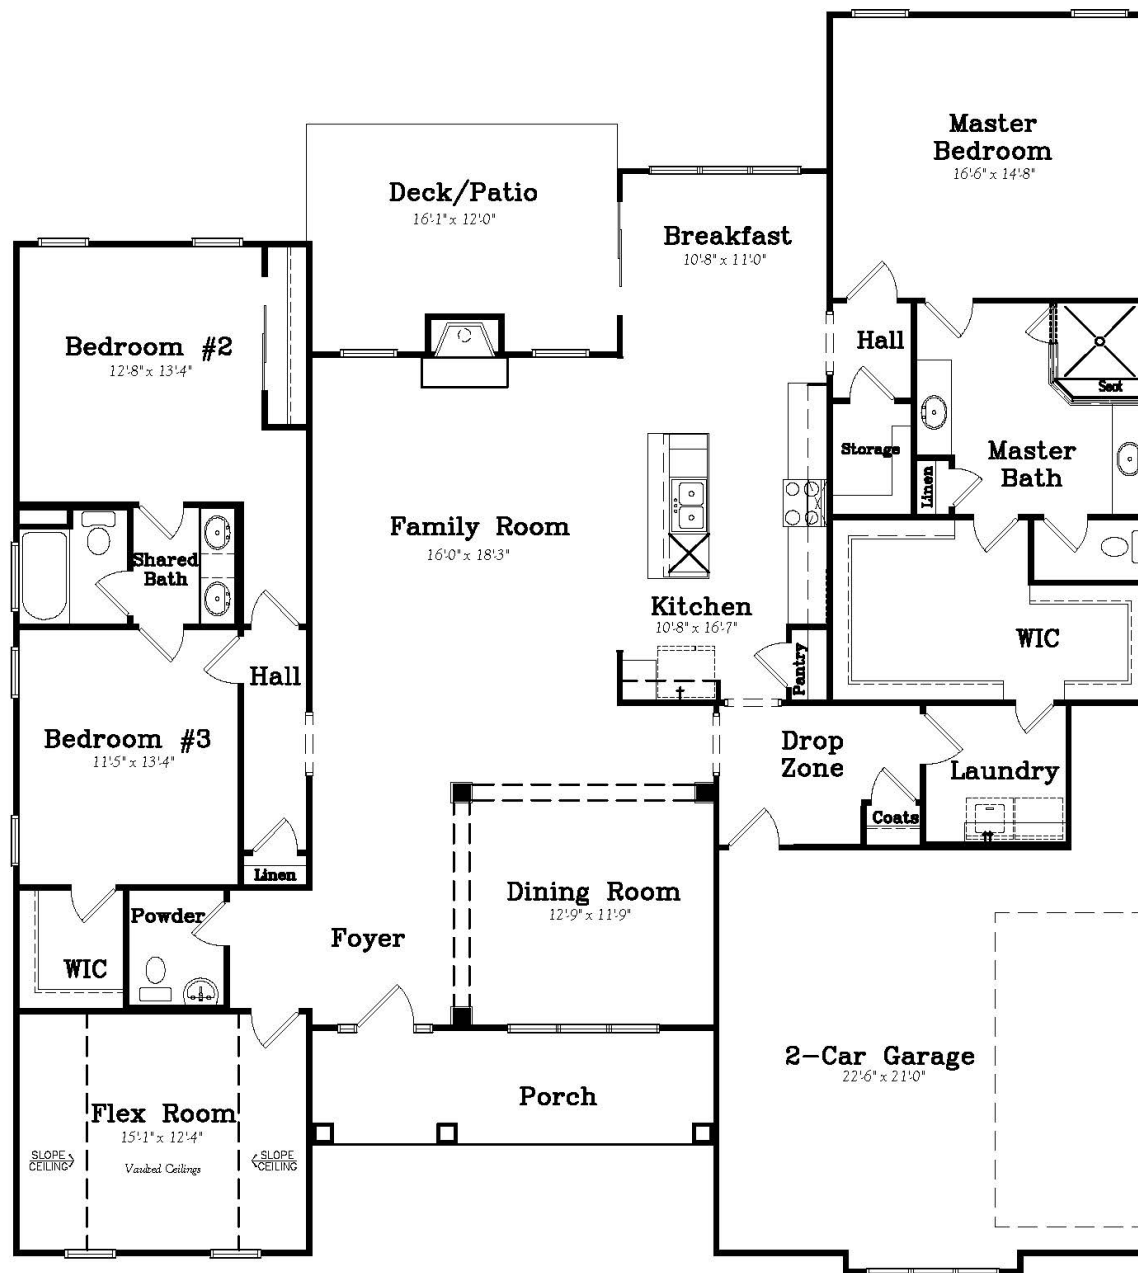 Master
Bedroom
16'-6" x 14'-8"
Deck/Patio
16'-1" x 12'-0"
Breakfast
10'-8" x 11'-0"
Bedroom #2
12'-8" x 13'-4"
Hall
Seat
Storage
Linen
Master
Bath
Family Room
16'-0" x 18'-3"
Shared
Bath
Kitchen
10'-8" x 16'-7"
Pantry
WIC
Hall
Bedroom #3
11'-5" x 13'-4"
Drop
Zone
Laundry
Coats
Linen
Dining Room
12'-9" x 11'-9"
Powder
Foyer
WIC
2-Car Garage
22'-6" x 21'-0"
Porch
Flex Room
15'-1" x 12'-4"
SLOPE
CEILING
Vaulted Ceilings
SLOPE
CEILING